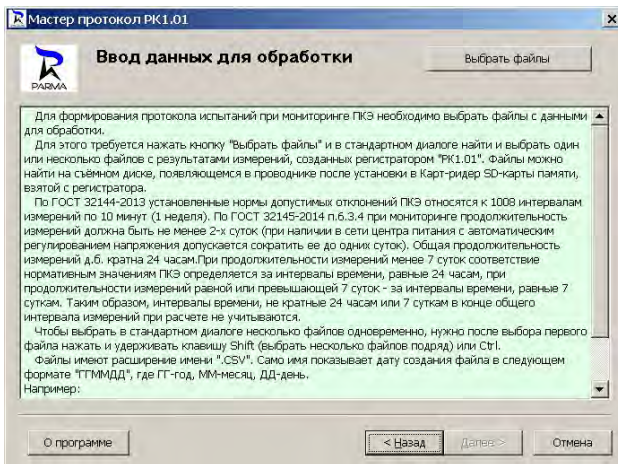 Мастер протокол РК1.01
PARMA
Ввод данных для обработки
Выбрать файлы
Для формирования протокола испытаний при мониторинге ПКЭ необходимо выбрать файлы с данными
для обработки.
Для этого требуется нажать кнопку "Выбрать файлы" и в стандартном диалоге найти и выбрать один
или несколько файлов с результатами измерений, созданных регистратором "РК1.01". Файлы можно
найти на съёмном диске, появляющемся в проводнике после установки в Карт-ридер SD-карты памяти,
взятой с регистратора.
По ГОСТ 32144-2013 установленные нормы допустимых отклонений ПКЭ относятся к 1008 интервалам
измерений по 10 минут (1 неделя). По ГОСТ 32145-2014 п.6.3.4 при мониторинге продолжительность
измерений должна быть не менее 2-х суток (при наличии в сети центра питания с автоматическим
регулированием напряжения допускается сократить ее до одних суток). Общая продолжительность
измерений д.б. кратна 24 часам.При продолжительности измерений менее 7 суток соответствие
нормативным значениям ПКЭ определяется за интервалы времени, равные 24 часам, при
продолжительности измерений равной или превышающей 7 суток - за интервалы времени, равные 7
суткам. Таким образом, интервалы времени, не кратные 24 часам или 7 суткам в конце общего
интервала измерений при расчете не учитываются.
Чтобы выбрать в стандартном диалоге несколько файлов одновременно, нужно после выбора первого
файла нажать и удерживать клавишу Shift (выбрать несколько файлов подряд) или Ctrl.
Файлы имеют расширение имени ".CSV". Само имя показывает дату создания файла в следующем
формате "ГГММДД", где ГГ-год, ММ-месяц, ДД-день.
Например:
О программе
< Назад
Далее >
Отмена